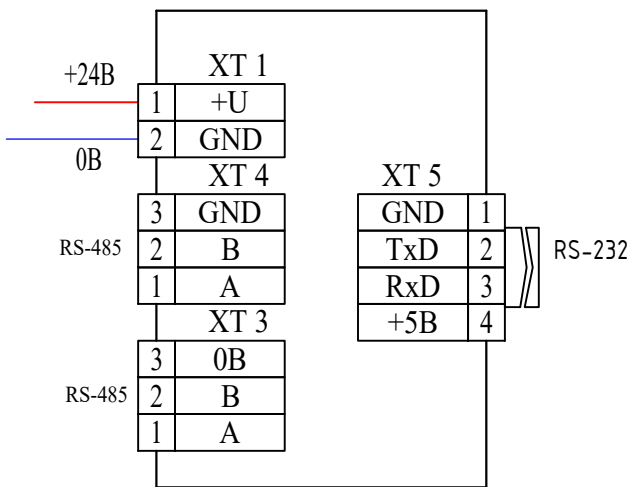 +24В
0В
XT 1
1 +U
2 GND
XT 4
RS-485
3 GND
2 B
1 A
XT 3
RS-485
3 0В
2 B
1 A
XT 5
GND 1
TxD 2
RxD 3
+5В 4
RS-232